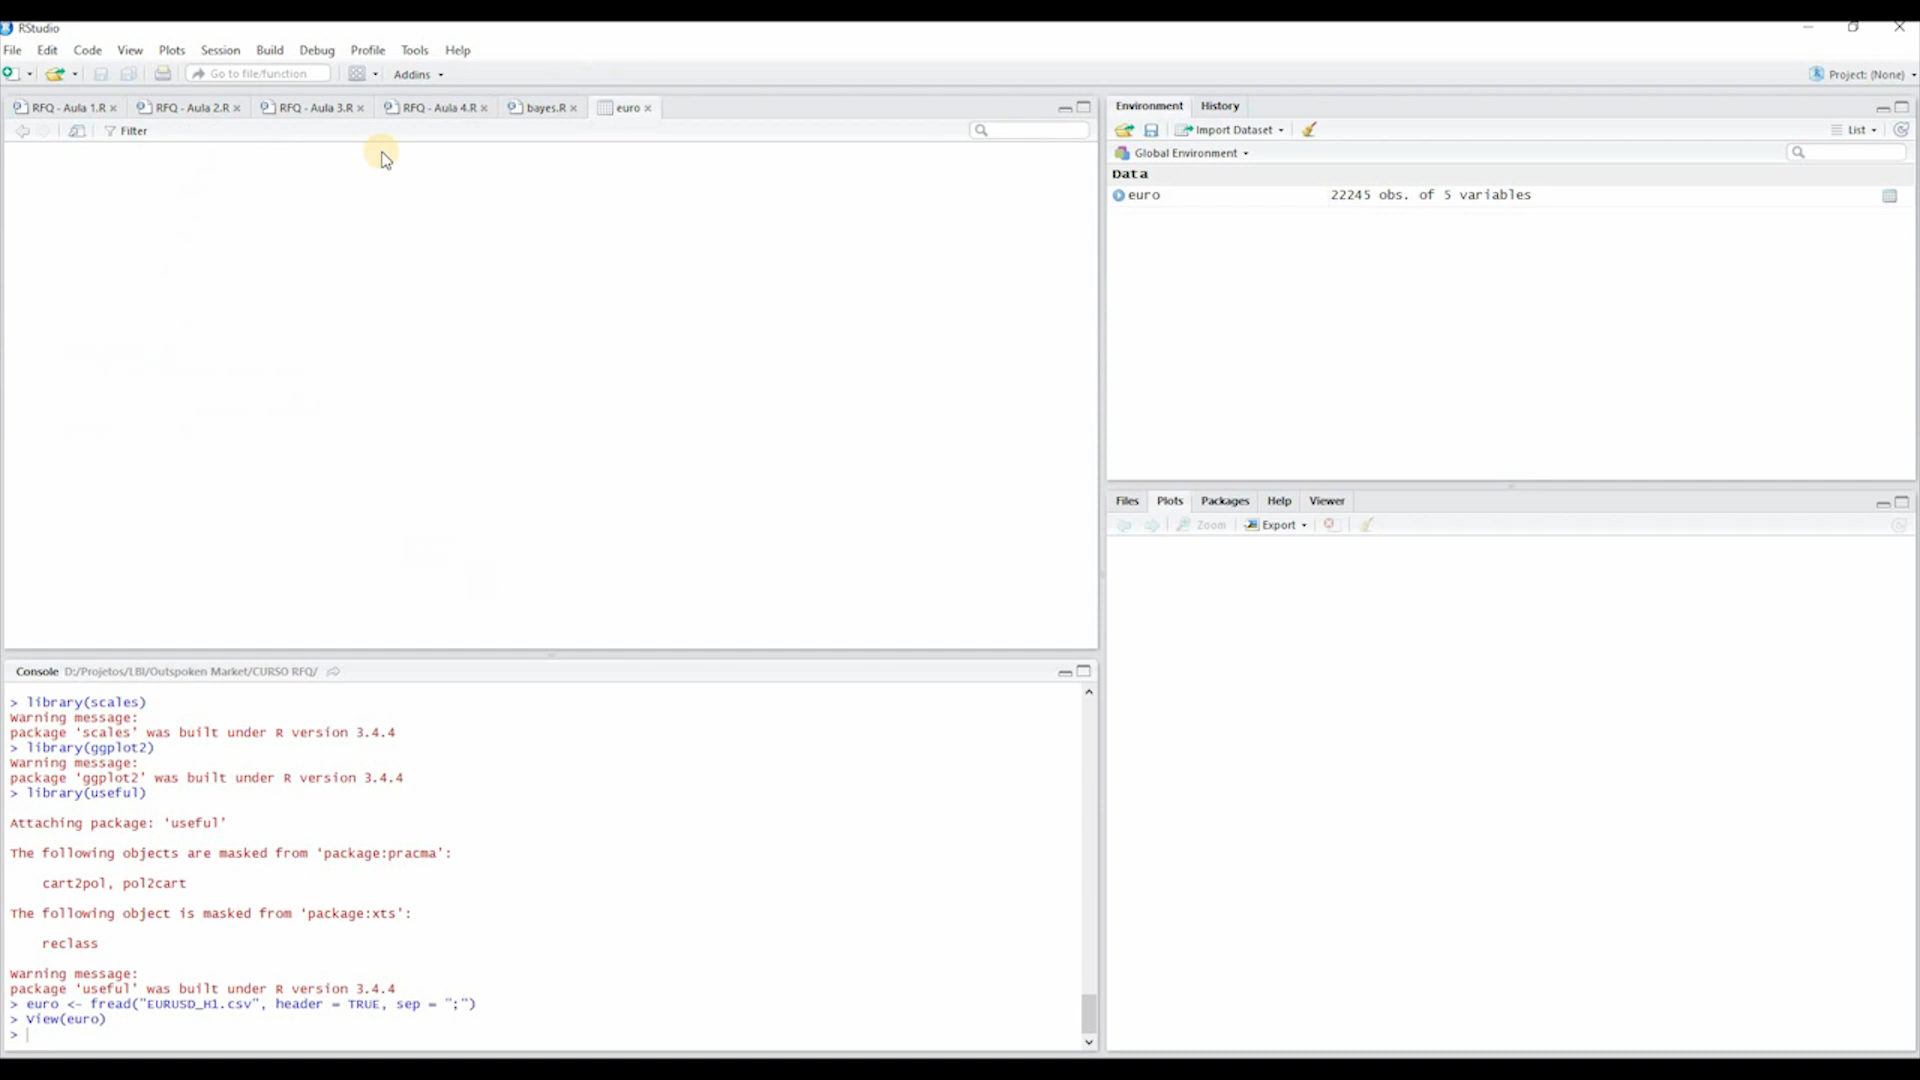 RStudio
File Edit Code View Plots Session Build Debug Profile Tools Help
Go to file/function Addins Project: (None)
RFQ - Aula 1.R RFQ - Aula 2.R RFQ - Aula 3.R RFQ - Aula 4.R bayes.R euro
Filter
Environment History
Import Dataset List
Global Environment
Data
euro 22245 obs. of 5 variables
Files Plots Packages Help Viewer
Zoom Export
Console D:/Projetos/LBI/Outspoken Market/CURSO RFQ/
> library(scales)
Warning message:
package 'scales' was built under R version 3.4.4
> library(ggplot2)
Warning message:
package 'ggplot2' was built under R version 3.4.4
> library(useful)
Attaching package: 'useful'
The following objects are masked from 'package:pracma':
cart2pol, pol2cart
The following object is masked from 'package:xts':
reclass
Warning message:
package 'useful' was built under R version 3.4.4
> euro <- fread("EURUSD_H1.csv", header = TRUE, sep = ";")
> View(euro)
>